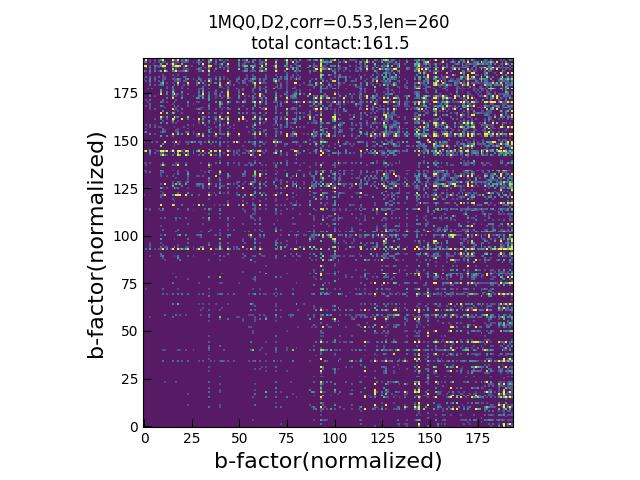 1MQ0,D2,corr=0.53,len=260
total contact:161.5
b-factor(normalized)
175
150
125
100
75
50
25
0
0 25 50 75 100 125 150 175
b-factor(normalized)